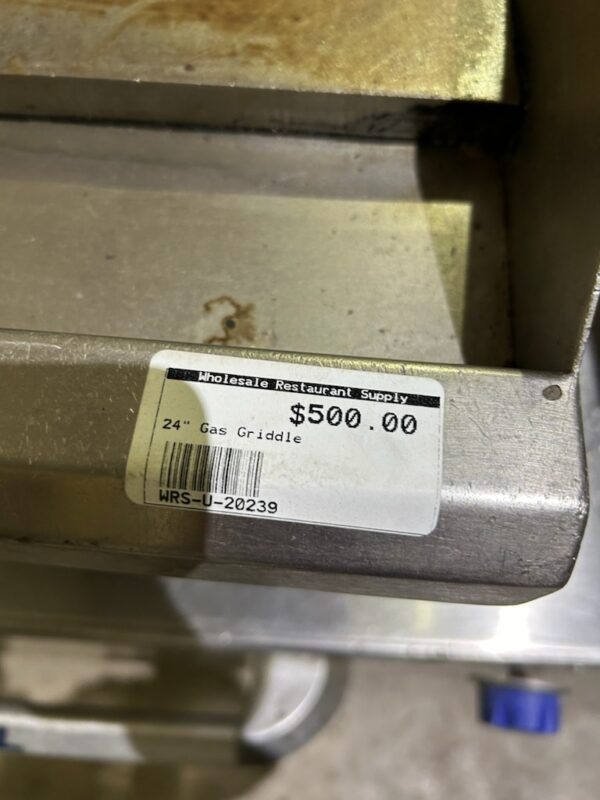 Wholesale Restaurant Supply
$500.00
24" Gas Griddle
WRS-U-20239